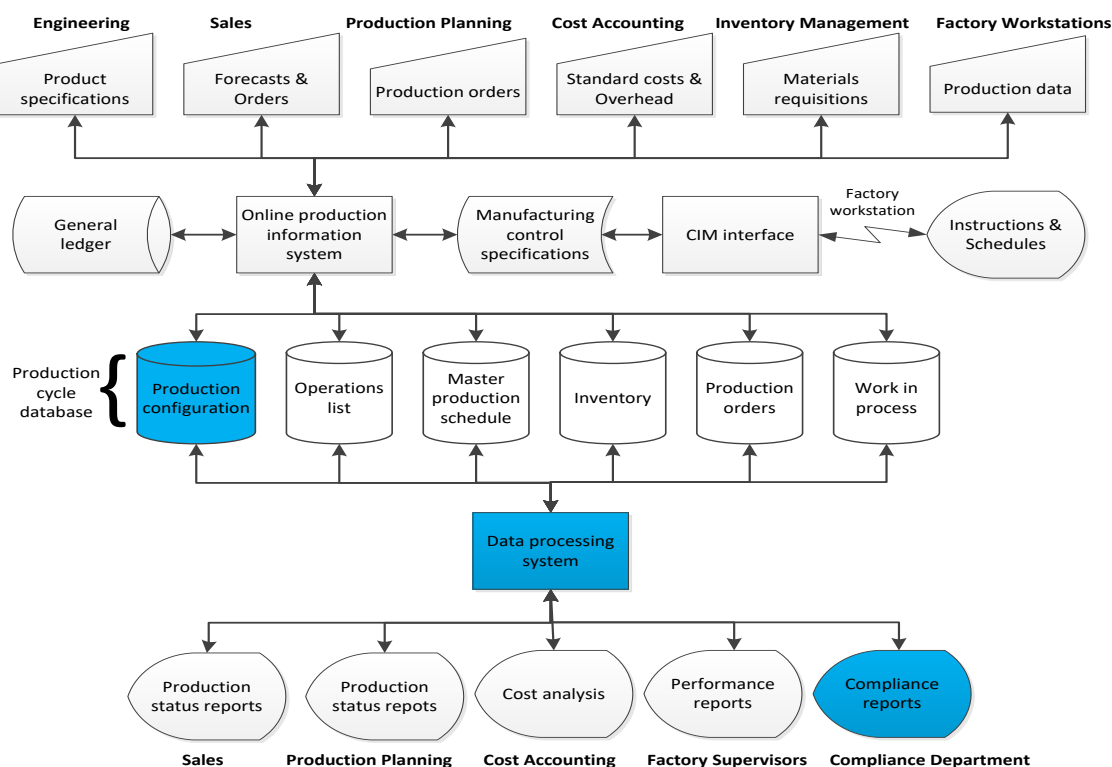 Engineering
Sales
Production Planning
Cost Accounting
Inventory Management
Factory Workstations
Product
specifications
Forecasts &
Orders
Production orders
Standard costs &
Overhead
Materials
requisitions
Production data
General
ledger
Online production
information
system
Manufacturing
control
specifications
CIM interface
Factory
workstation
Instructions &
Schedules
Production
cycle
database
{
Production
configuration
Operations
list
Master
production
schedule
Inventory
Production
orders
Work in
process
Data processing
system
Production
status reports
Production
status repots
Cost analysis
Performance
reports
Compliance
reports
Sales
Production Planning
Cost Accounting
Factory Supervisors
Compliance Department